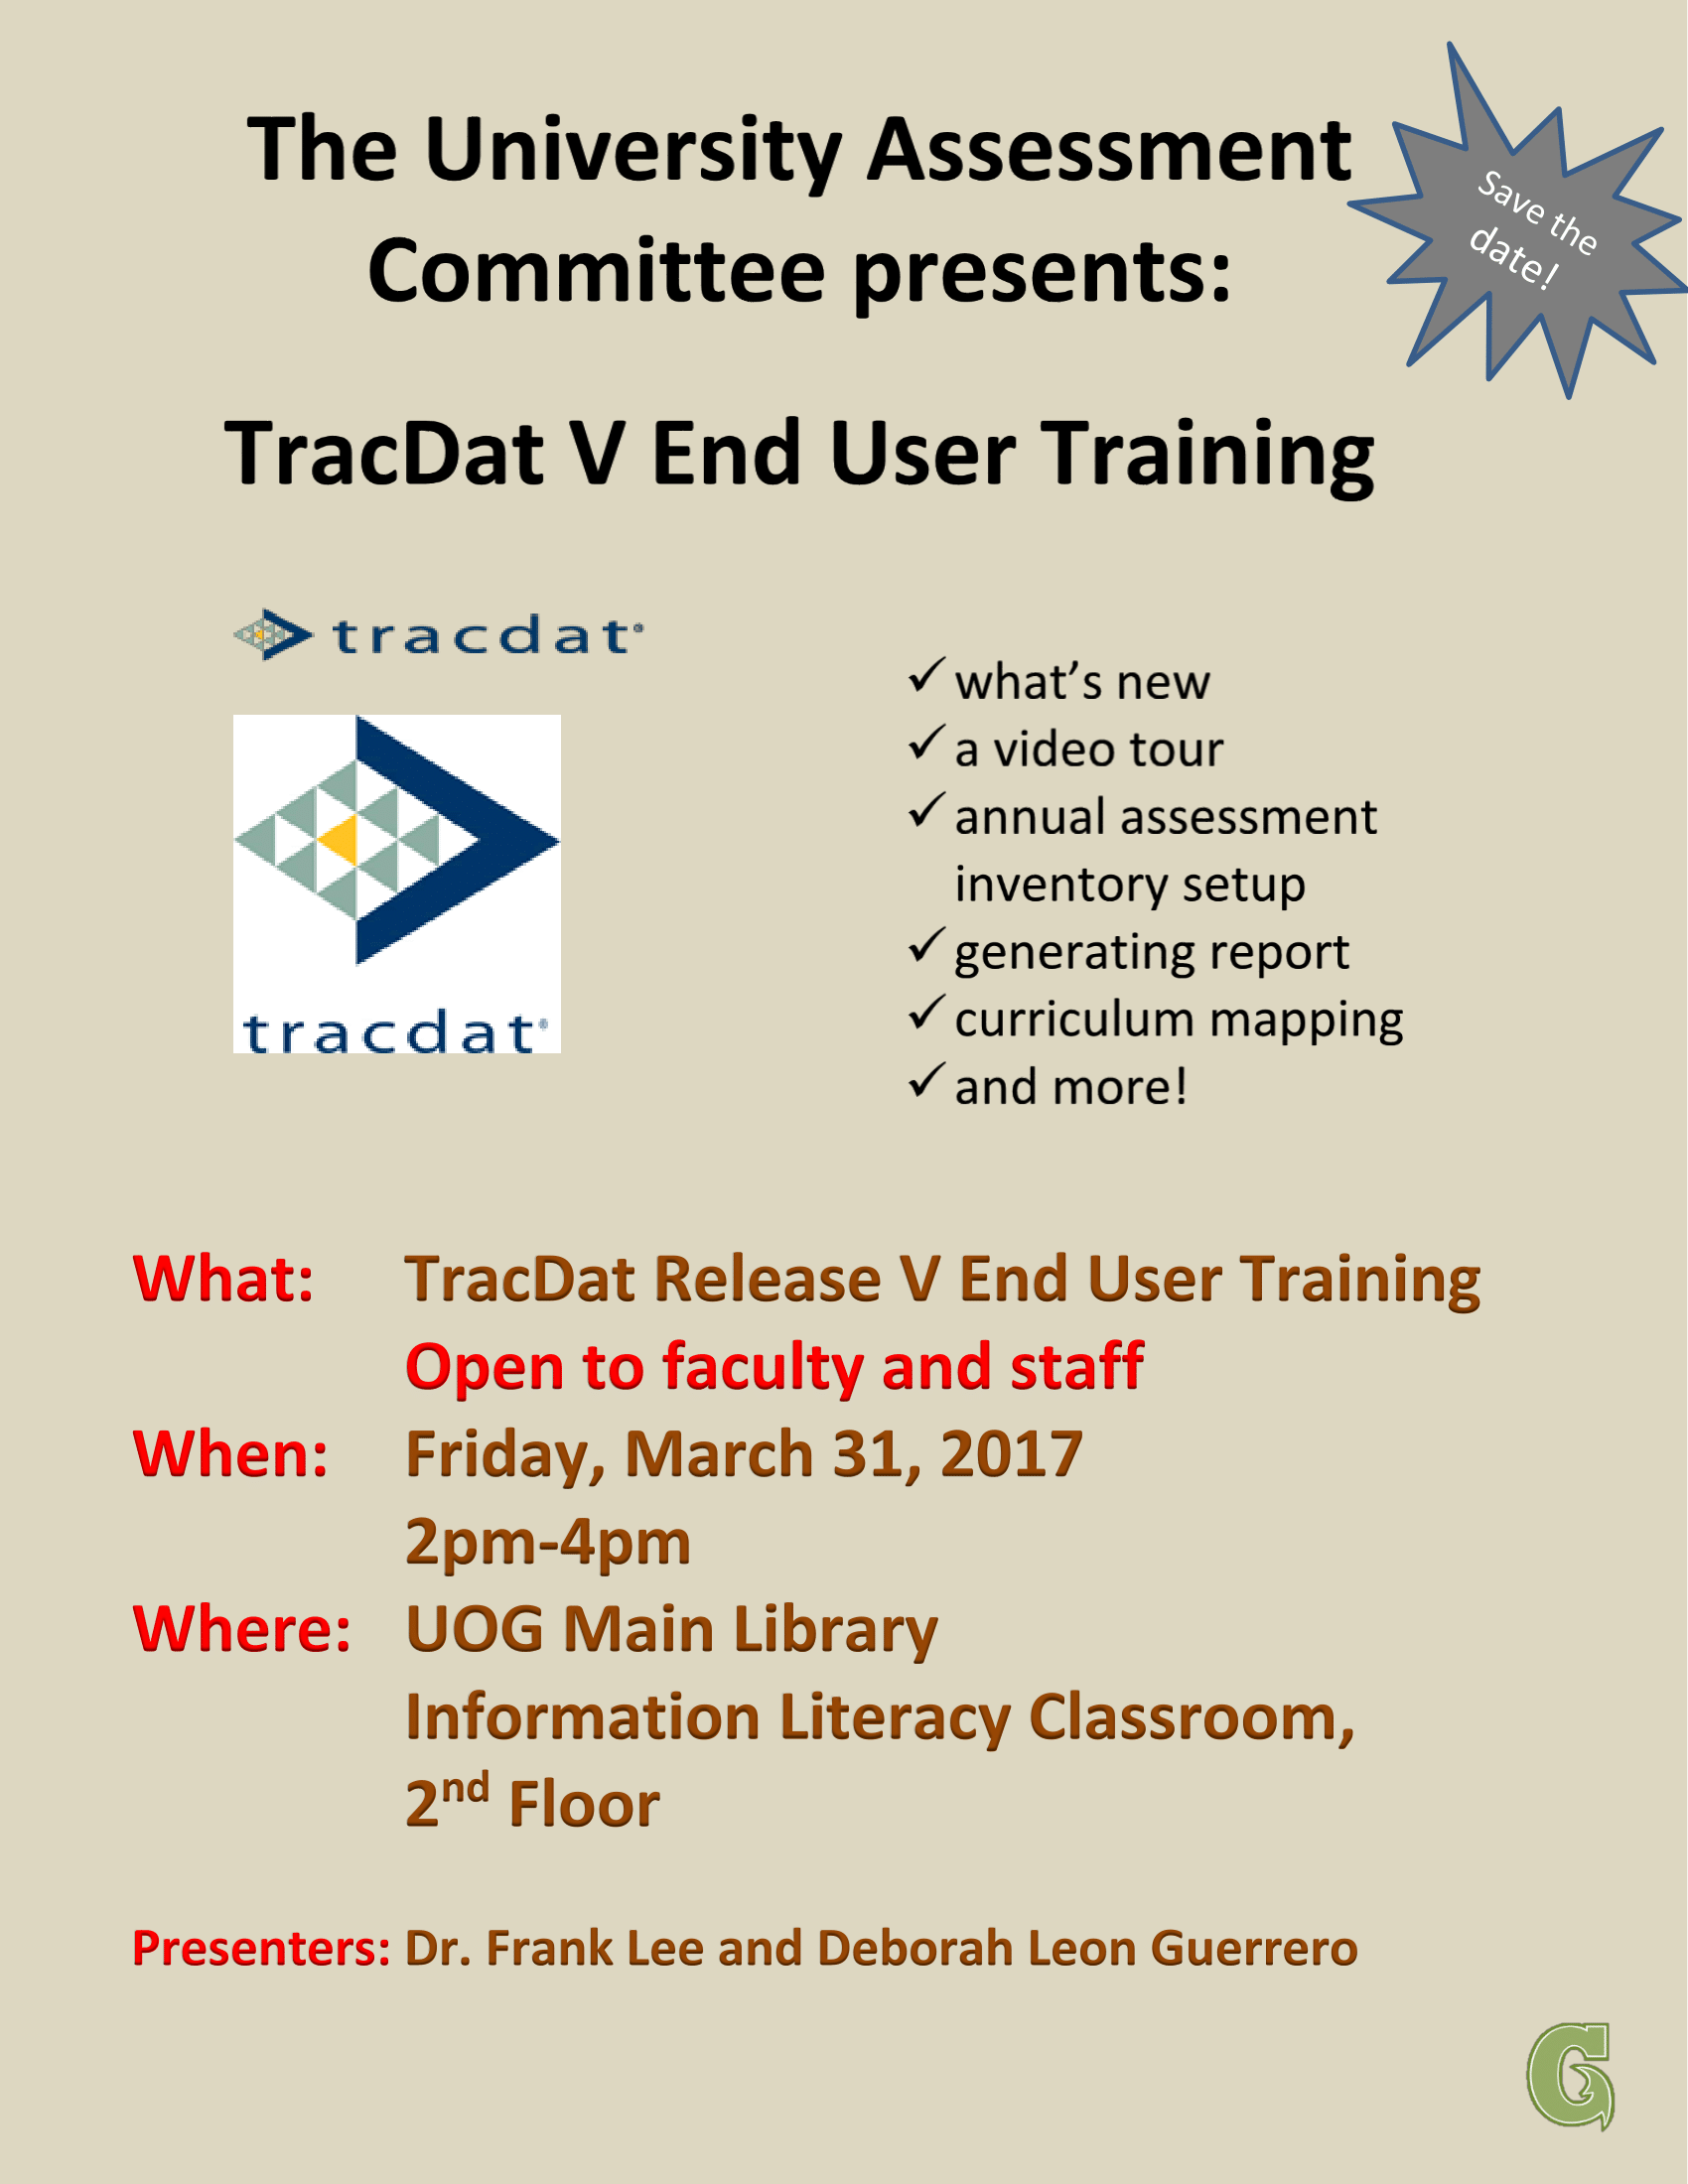 The University Assessment
Committee presents:
Save the
date!
TracDat V End User Training
tracdat®
tracdat®
✓ what’s new
✓ a video tour
✓ annual assessment
inventory setup
✓ generating report
✓ curriculum mapping
✓ and more!
What: TracDat Release V End User Training
Open to faculty and staff
When: Friday, March 31, 2017
2pm-4pm
Where: UOG Main Library
Information Literacy Classroom,
2nd Floor
Presenters: Dr. Frank Lee and Deborah Leon Guerrero
G